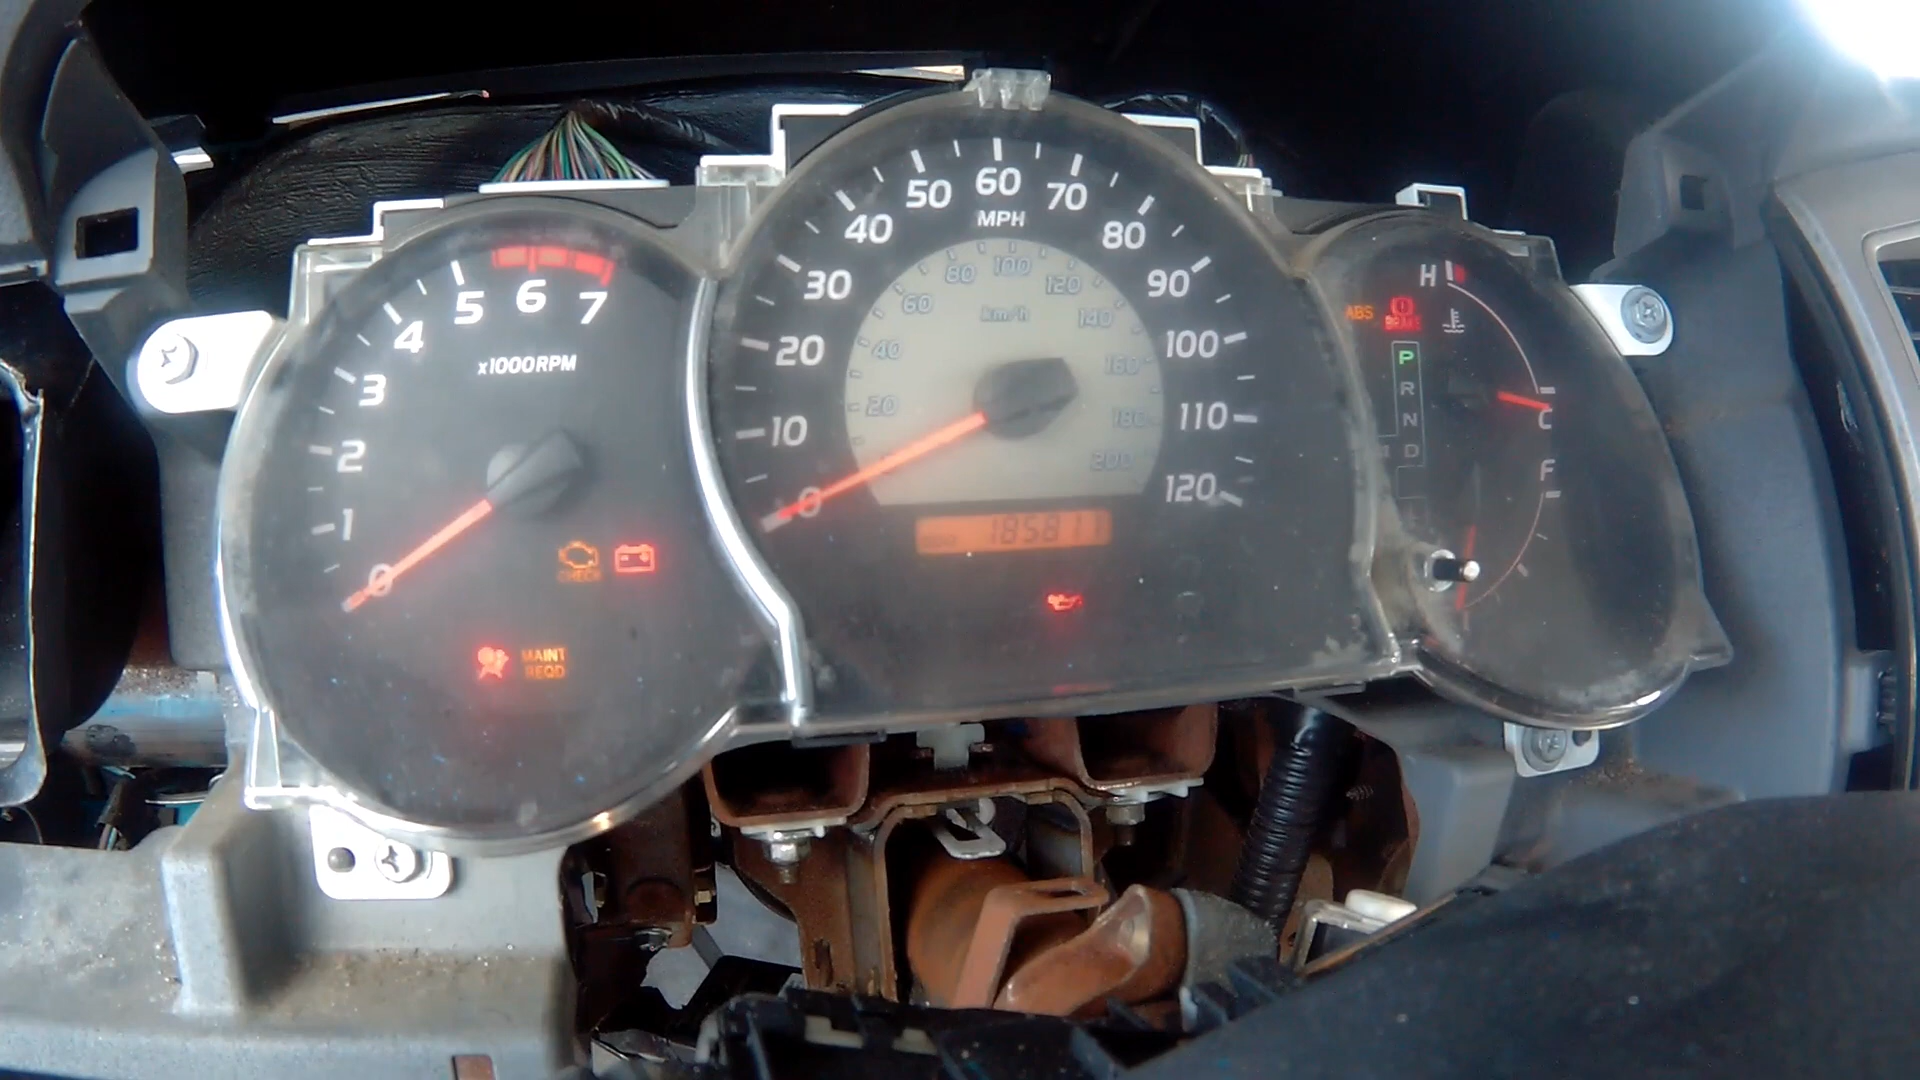 4 5 6 7
3
2
1
0
x1000RPM
CHECK
MAINT
REQD
50 60 70
40 MPH 80
30 90
20 100
10 110
0 120
80 100 120
60 km/h 140
40 160
20 180
200
185811
H
ABS BRAKE
P
R
N
D
C
F